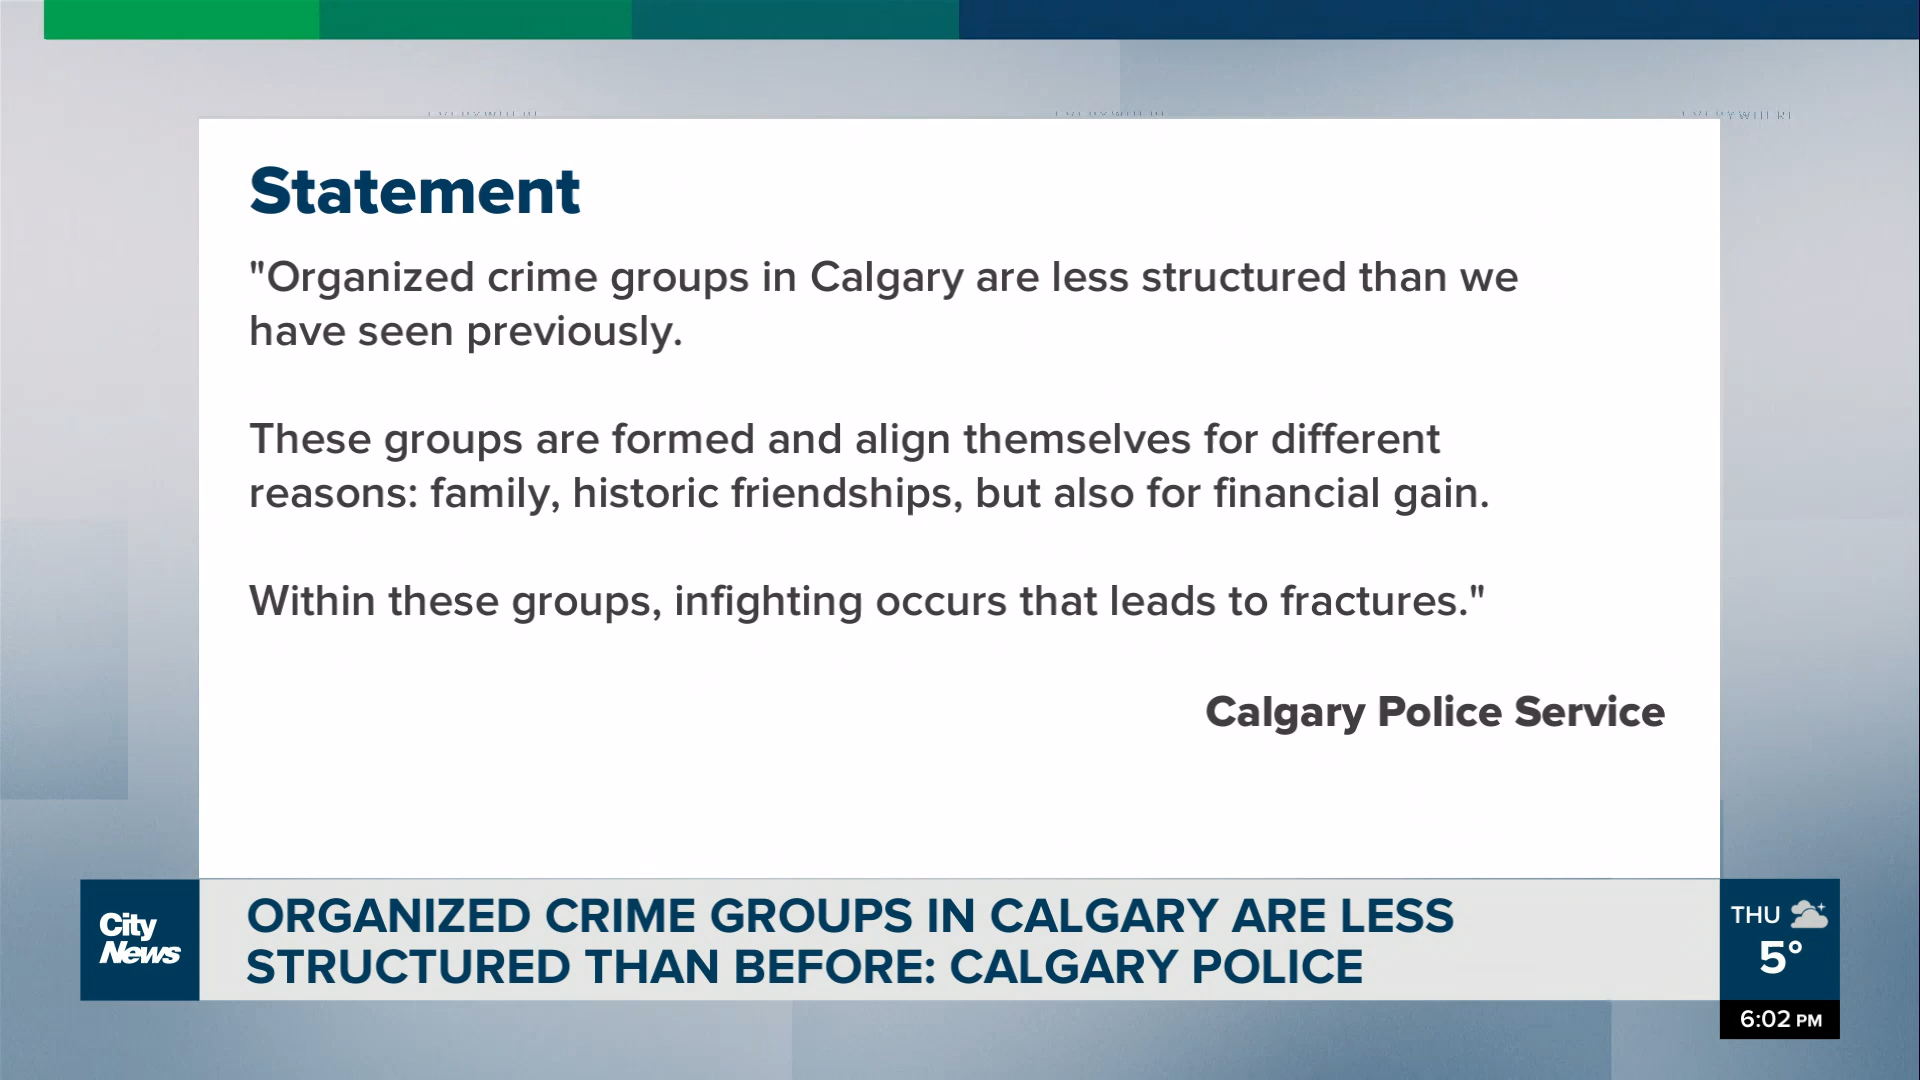 Statement
"Organized crime groups in Calgary are less structured than we
have seen previously.
These groups are formed and align themselves for different
reasons: family, historic friendships, but also for financial gain.
Within these groups, infighting occurs that leads to fractures."
Calgary Police Service
City
News
ORGANIZED CRIME GROUPS IN CALGARY ARE LESS
STRUCTURED THAN BEFORE: CALGARY POLICE
THU
5°
6:02 PM